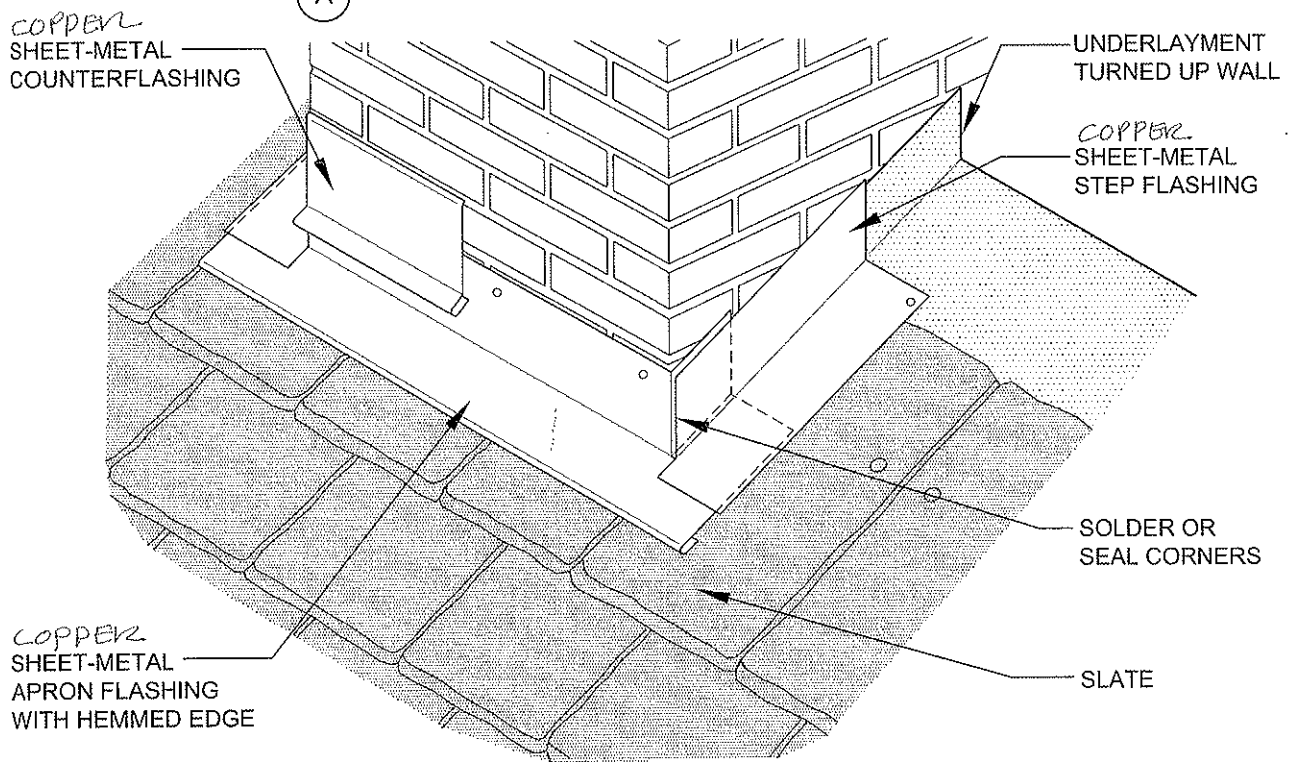 A
COPPER
SHEET-METAL
COUNTERFLASHING
UNDERLAYMENT
TURNED UP WALL
COPPER
SHEET-METAL
STEP FLASHING
SOLDER OR
SEAL CORNERS
COPPER
SHEET-METAL
APRON FLASHING
WITH HEMMED EDGE
SLATE